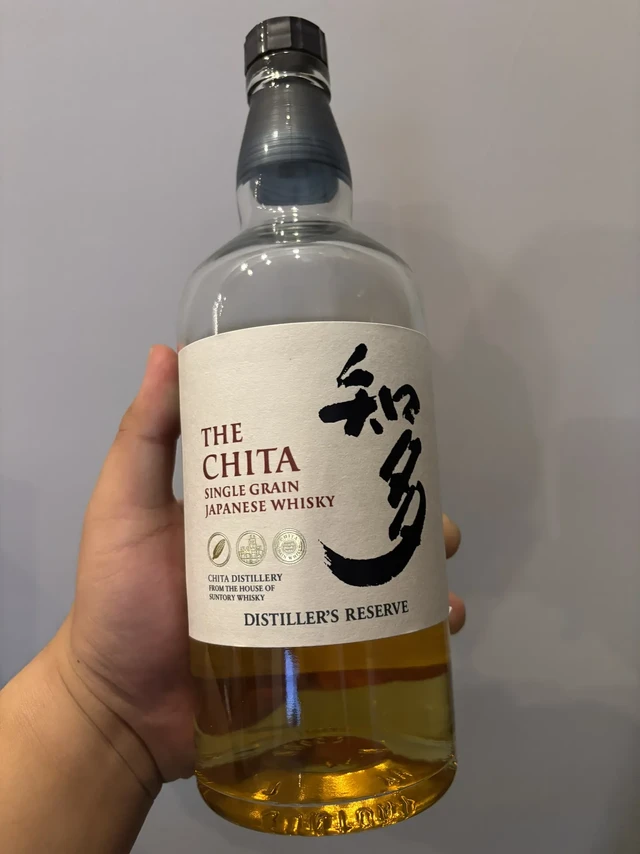 THE
CHITA
SINGLE GRAIN
JAPANESE WHISKY
知多
CHITA DISTILLERY
FROM THE HOUSE OF
SUNTORY WHISKY
DISTILLER'S RESERVE